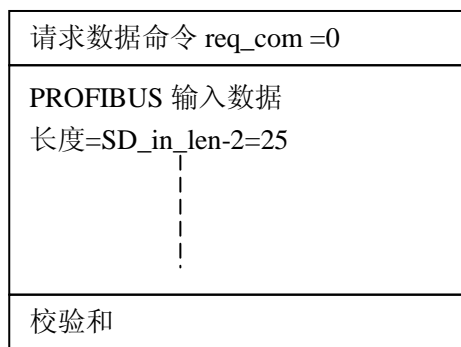 请求数据命令 req_com =0
PROFIBUS 输入数据
长度=SD_in_len-2=25
校验和